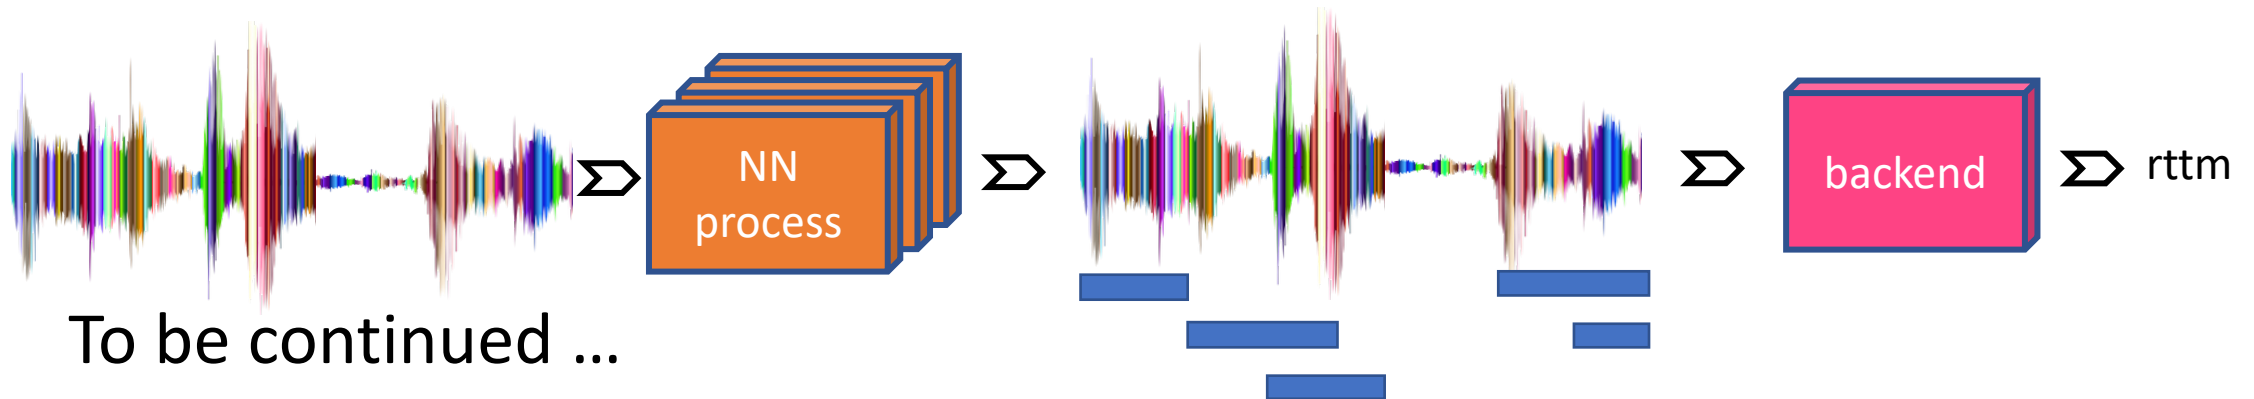 NN
process
backend
rttm
To be continued ...